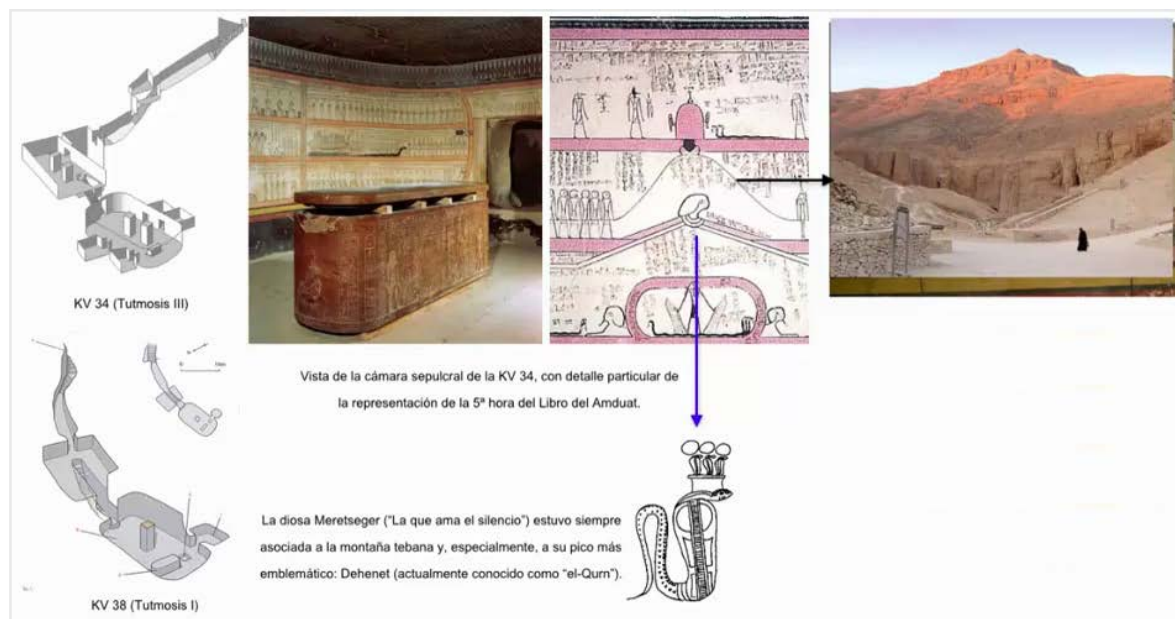 KV 34 (Tutmosis III)
Vista de la cámara sepulcral de la KV 34, con detalle particular de
la representación de la 5ª hora del Libro del Amduat.
La diosa Meretseger (“La que ama el silencio”) estuvo siempre
asociada a la montaña tebana y, especialmente, a su pico más
emblemático: Dehenet (actualmente conocido como “el-Qurn”).
KV 38 (Tutmosis I)